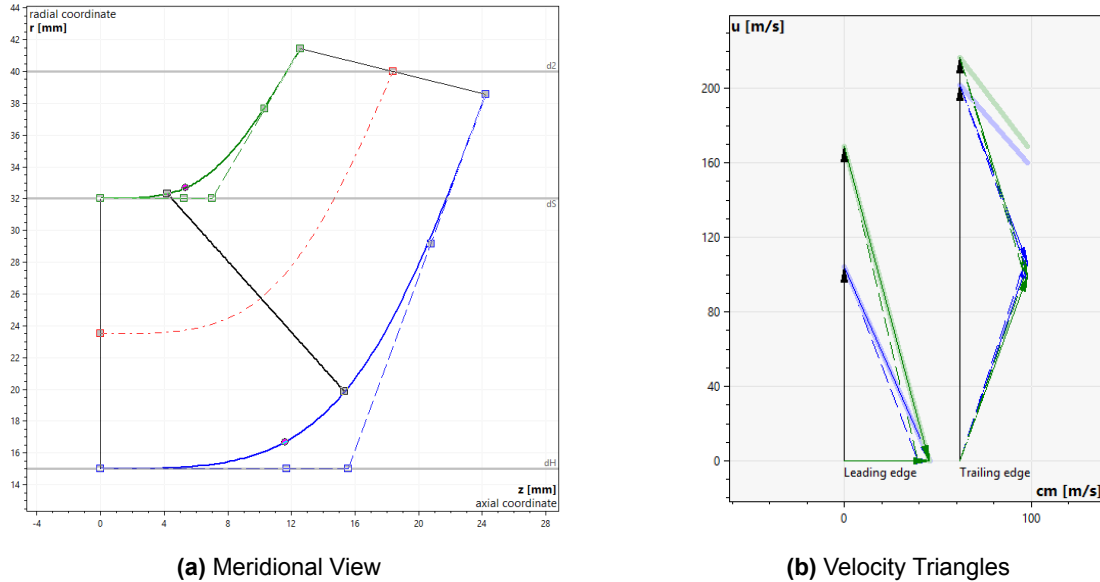 radial coordinate
r [mm]
44
42
40
38
36
34
32
30
28
26
24
22
20
18
16
14
d2
dS
dH
z [mm]
axial coordinate
-4
0
4
8
12
16
20
24
28
(a) Meridional View
u [m/s]
200
160
120
80
40
0
Leading edge
Trailing edge
cm [m/s]
0
100
(b) Velocity Triangles